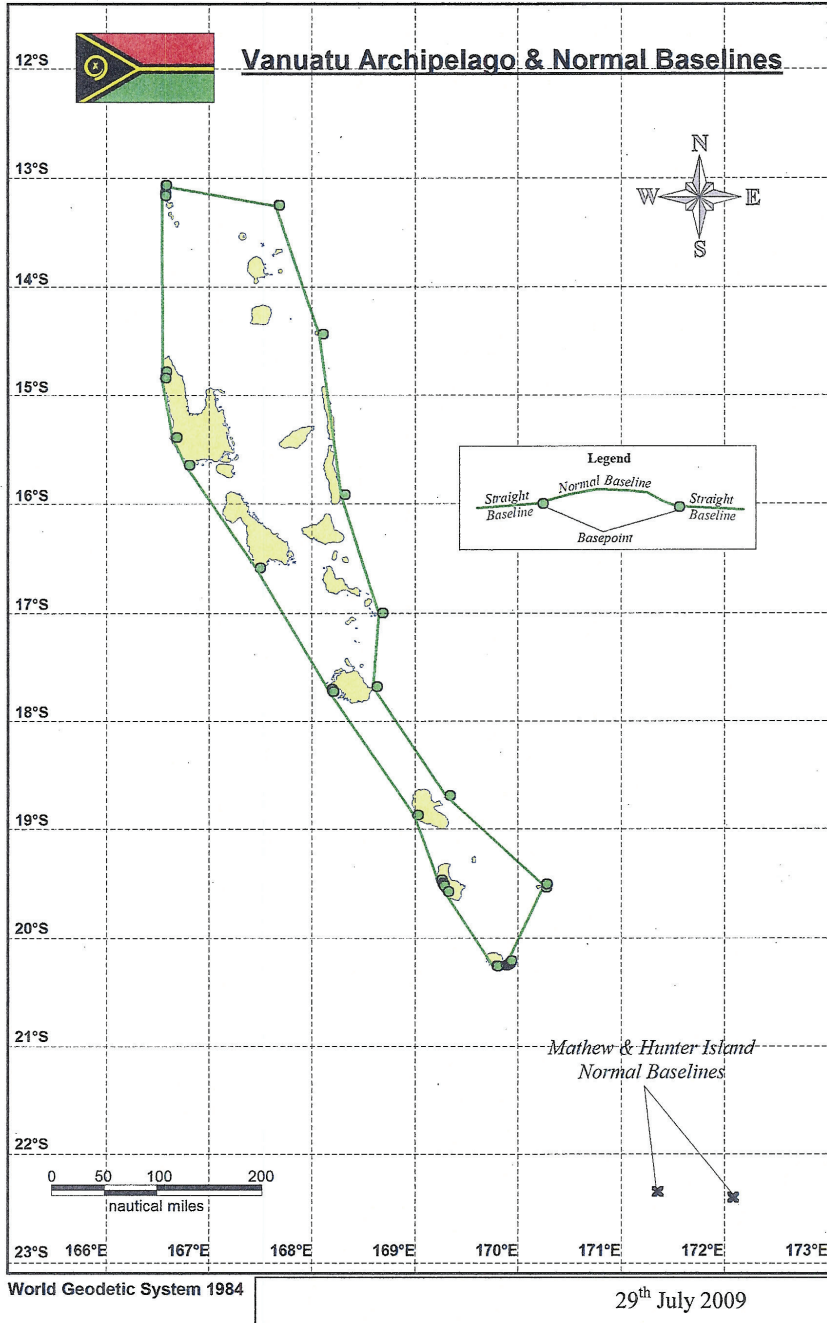 Vanuatu Archipelago & Normal Baselines
12°S
13°S
N
W E
S
14°S
15°S
Legend
Normal Baseline
Straight Baseline
Straight Baseline
Basepoint
16°S
17°S
18°S
19°S
20°S
21°S
Mathew & Hunter Island
Normal Baselines
22°S
0 50 100 200
nautical miles
23°S
166°E 167°E 168°E 169°E 170°E 171°E 172°E 173°E
World Geodetic System 1984
29th July 2009